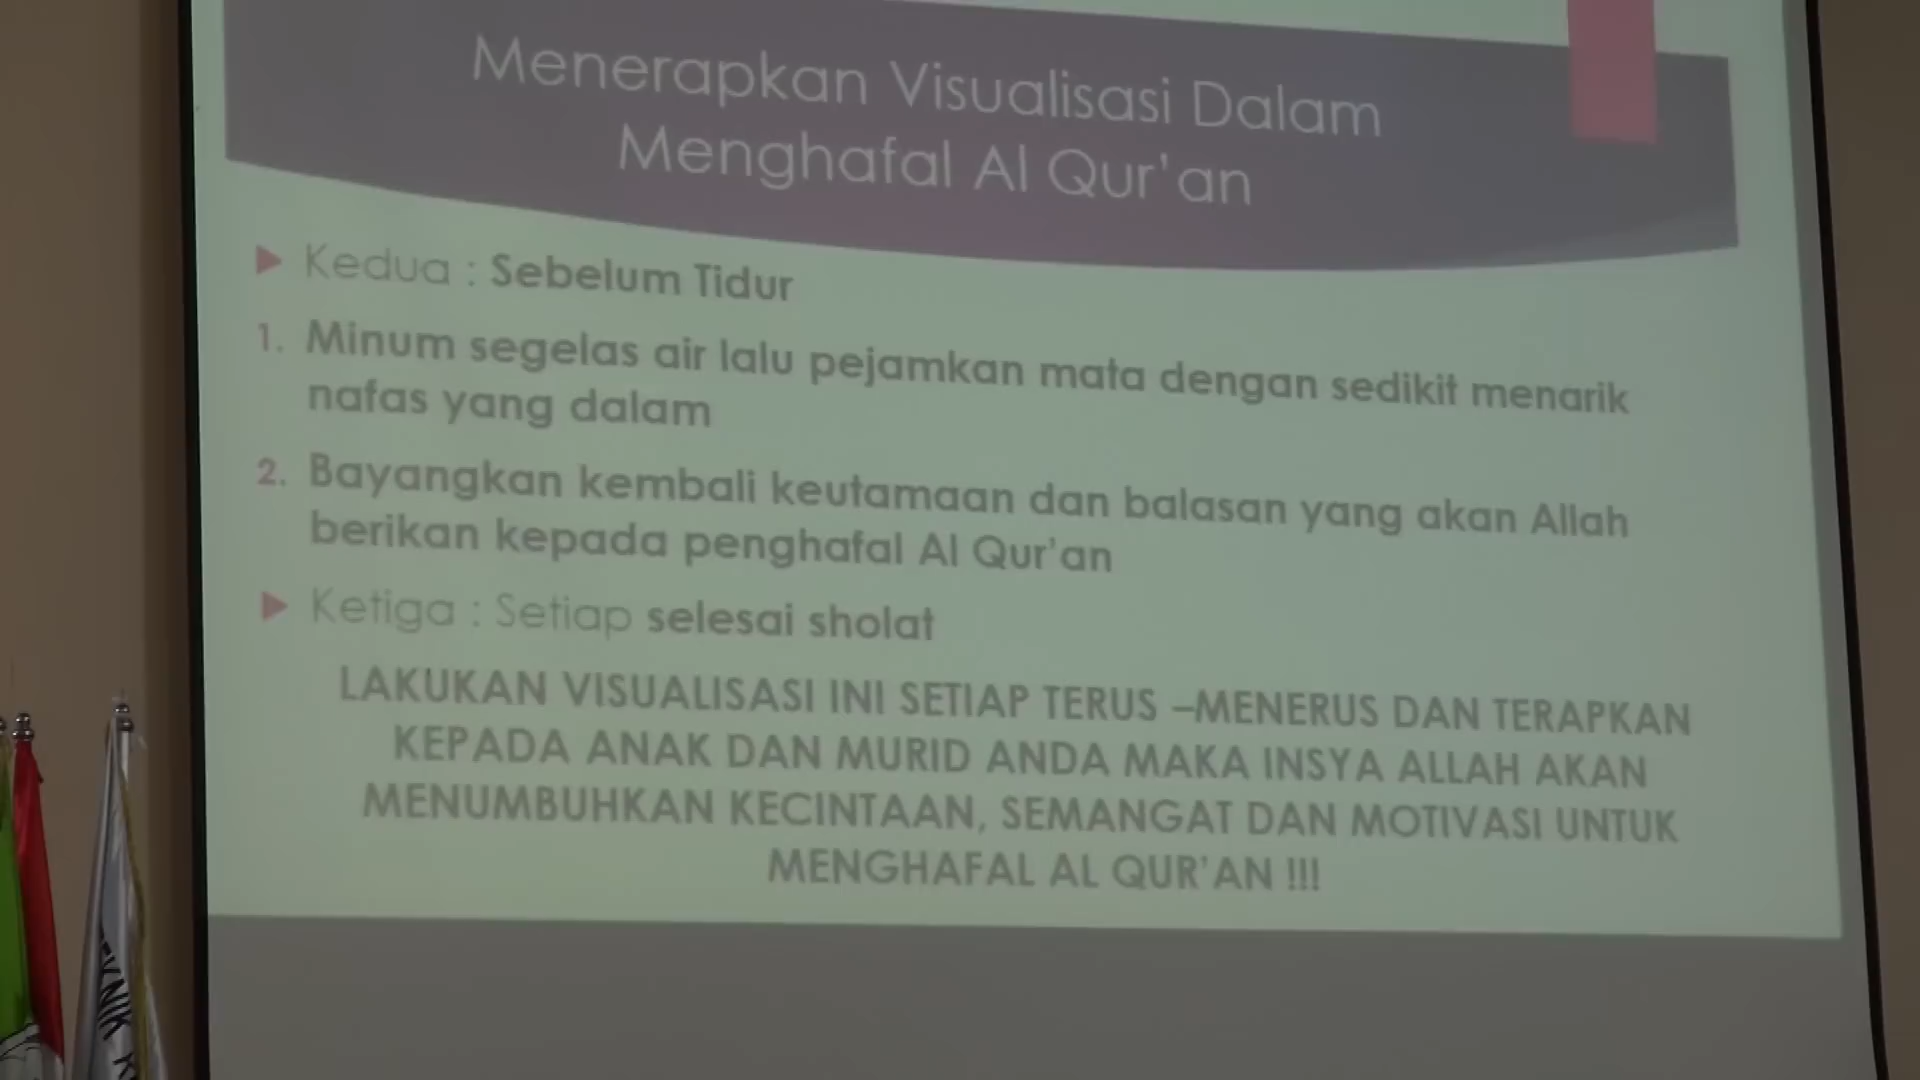 Menerapkan Visualisasi Dalam
Menghafal Al Qur'an
Kedua : Sebelum Tidur
1. Minum segelas air lalu pejamkan mata dengan sedikit menarik
nafas yang dalam
2. Bayangkan kembali keutamaan dan balasan yang akan Allah
berikan kepada penghafal Al Qur'an
Ketiga : Setiap selesai sholat
LAKUKAN VISUALISASI INI SETIAP TERUS –MENERUS DAN TERAPKAN
KEPADA ANAK DAN MURID ANDA MAKA INSYA ALLAH AKAN
MENUMBUHKAN KECINTAAN, SEMANGAT DAN MOTIVASI UNTUK
MENGHAFAL AL QUR'AN !!!